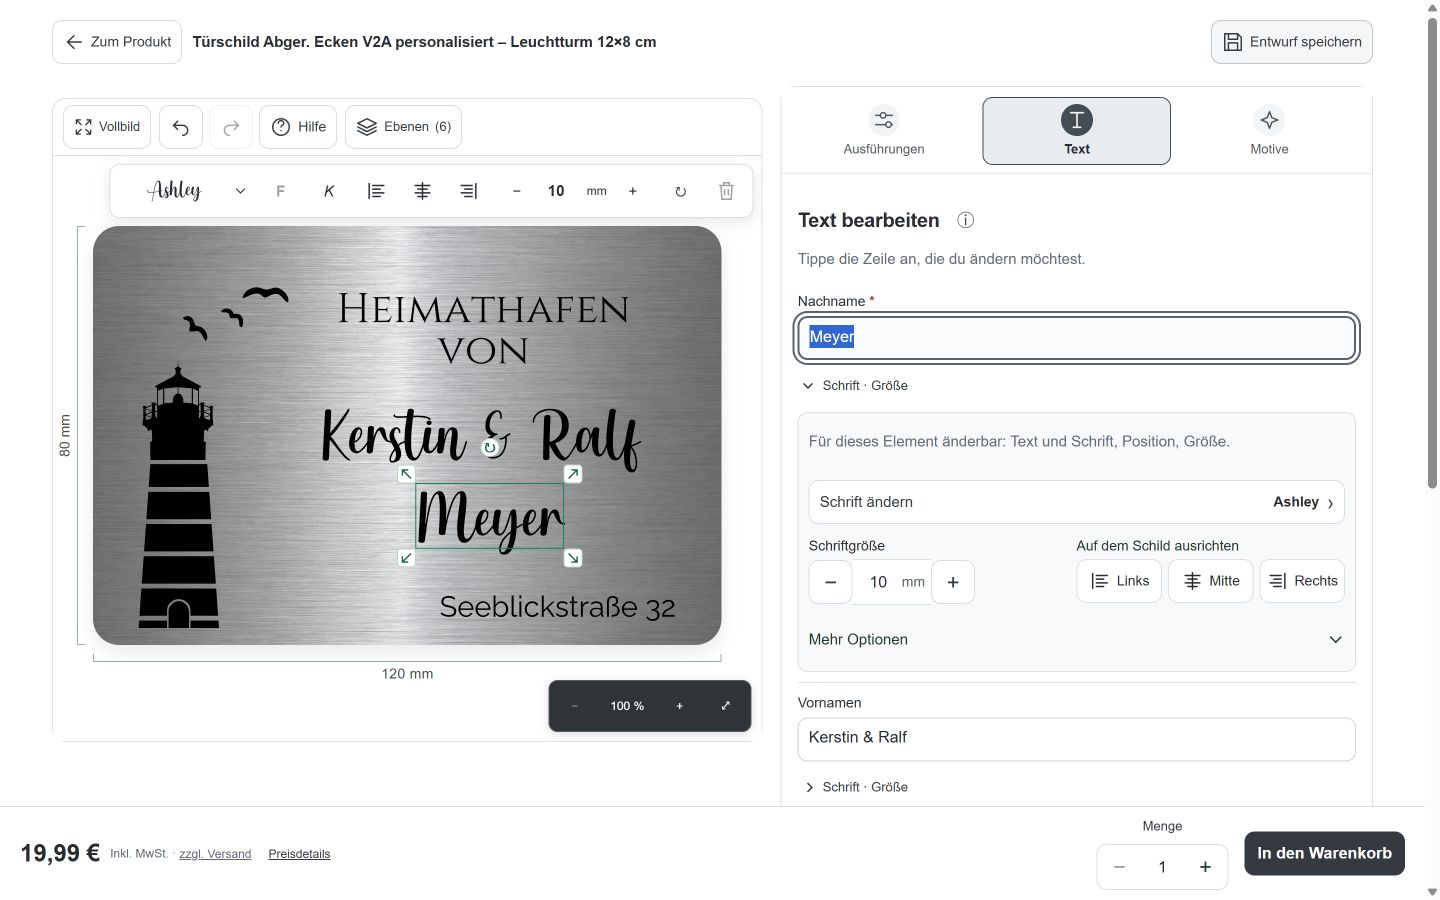 Zum Produkt
Türschild Abger. Ecken V2A personalisiert – Leuchtturm 12×8 cm
Entwurf speichern
Vollbild
Hilfe
Ebenen (6)
Ashley
F
K
− 10 mm +
HEIMATHAFEN
VON
Kerstin & Ralf
Meyer
Seeblickstraße 32
80 mm
120 mm
− 100 % +
Ausführungen
Text
Motive
Text bearbeiten
Tippe die Zeile an, die du ändern möchtest.
Nachname *
Meyer
Schrift · Größe
Für dieses Element änderbar: Text und Schrift, Position, Größe.
Schrift ändern
Ashley ›
Schriftgröße
− 10 mm +
Auf dem Schild ausrichten
Links
Mitte
Rechts
Mehr Optionen
Vornamen
Kerstin & Ralf
Schrift · Größe
19,99 € Inkl. MwSt. · zzgl. Versand Preisdetails
Menge
− 1 +
In den Warenkorb